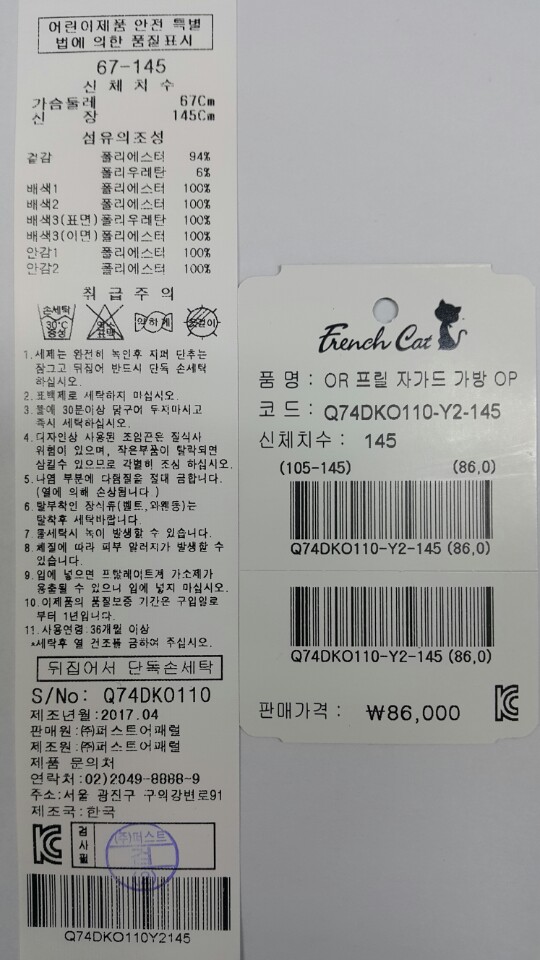 어린이제품 안전 특별
법에 의한 품질표시
67-145
신 체 치 수
가슴둘레 67Cm
신 장 145Cm
섬유의조성
겉감 폴리에스터 94%
폴리우레탄 6%
배색1 폴리에스터 100%
배색2 폴리에스터 100%
배색3(표면) 폴리우레탄 100%
배색3(이면) 폴리에스터 100%
안감1 폴리에스터 100%
안감2 폴리에스터 100%
취 급 주 의
손세탁
30°C
중성
염소
표백
약하게
드라이
1.세제는 완전히 녹인후 지퍼 단추는
잠그고 뒤집어 반드시 단독 손세탁
하십시오.
2.표백제로 세탁하지 마십시오.
3.물에 30분이상 담구어 두지마시고
즉시 세탁하십시오.
4.디자인상 사용된 조임끈은 질식사
위험이 있으며, 작은부품이 탈락되면
삼킬수 있으므로 각별히 조심 하십시오.
5.나염 부분에 다림질을 절대 금합니다.
(열에 의해 손상됩니다 )
6.탈부착인 장식류(벨트,와펜등)는
탈착후 세탁바랍니다.
7.물세탁시 녹이 발생할 수 있습니다.
8.체질에 따라 피부 알러지가 발생할 수
있습니다.
9.입에 넣으면 프탈레이트계 가소제가
용출될 수 있으니 입에 넣지 마십시오.
10.이제품의 품질보증 기간은 구입일로
부터 1년입니다.
11.사용연령:36개월 이상
*세탁후 열 건조를 금하여 주십시오.
뒤집어서 단독손세탁
S/No: Q74DKO110
제조년월:2017.04
판매원:(주)퍼스트어패럴
제조원:(주)퍼스트어패럴
제품 문의처
연락처:02)2049-8888~9
주소:서울 광진구 구의강변로91
제조국:한국
KC
검사필
(주)퍼스트
검
Q74DKO110Y2145
French Cat
품 명 : OR 프릴 자가드 가방 OP
코 드 : Q74DKO110-Y2-145
신체치수 : 145
(105-145) (86,0)
Q74DKO110-Y2-145 (86,0)
Q74DKO110-Y2-145 (86,0)
판매가격 : ₩86,000
KC